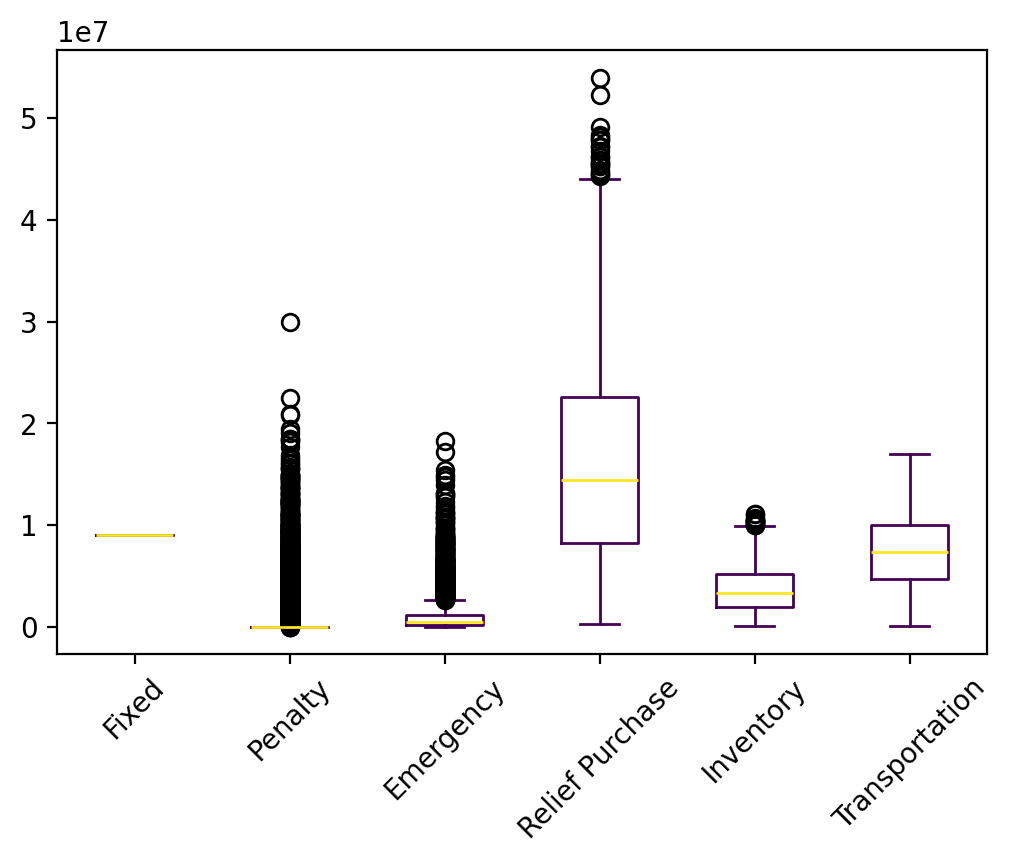 1e7
5
4
3
2
1
0
Fixed
Penalty
Emergency
Relief Purchase
Inventory
Transportation